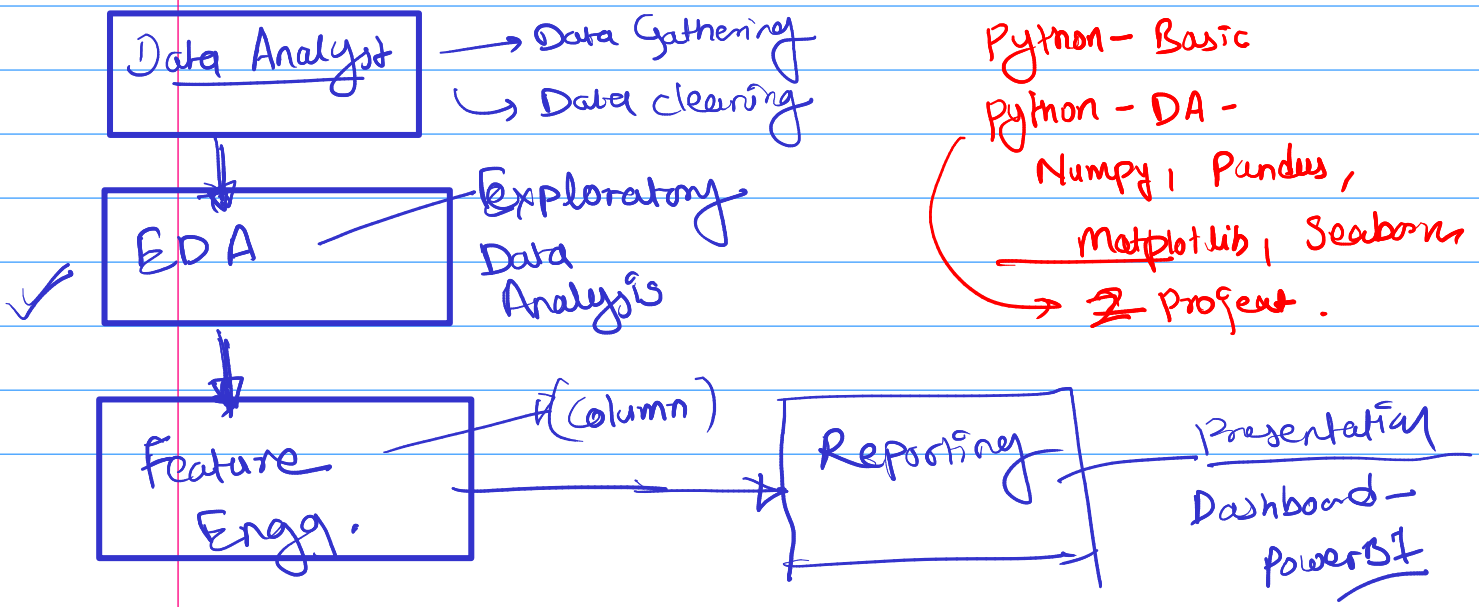 Data Analyst
Data Gathering
Data cleaning
EDA
Exploratory
Data
Analysis
Feature
Engg.
(Column)
Reporting
Presentation
Dashboard -
PowerBI
Python - Basic
Python - DA -
Numpy, Pandas,
Matplotlib, Seaborn
2 Project.